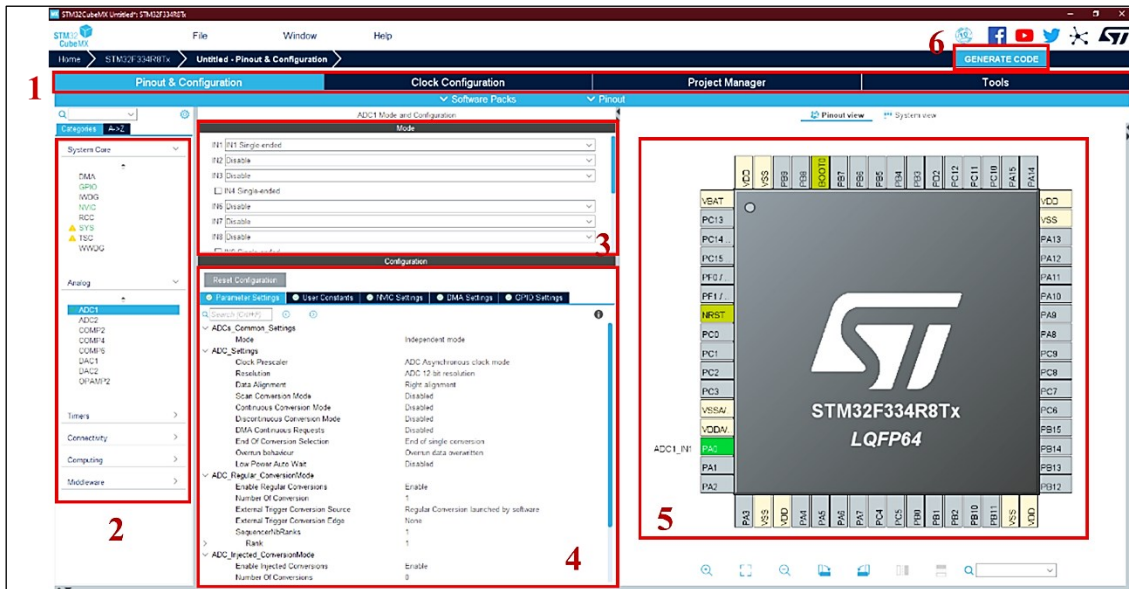 STM32CubeMX Untitled*: STM32F334R8Tx
STM32 CubeMX
File Window Help
10
ST
6
Home STM32F334R8Tx Untitled - Pinout & Configuration GENERATE CODE
1
Pinout & Configuration Clock Configuration Project Manager Tools
Software Packs Pinout
Categories A->Z
System Core
DMA
GPIO
IWDG
NVIC
RCC
SYS
TSC
WWDG
Analog
ADC1
ADC2
COMP2
COMP4
COMP6
DAC1
DAC2
OPAMP2
Timers
Connectivity
Computing
Middleware
2
ADC1 Mode and Configuration
Mode
IN1 IN1 Single-ended
IN2 Disable
IN3 Disable
IN4 Single-ended
IN6 Disable
IN7 Disable
IN8 Disable
3
Configuration
Reset Configuration
Parameter Settings User Constants NVIC Settings DMA Settings GPIO Settings
Search (Ctrl+F)
ADCs_Common_Settings
Mode Independent mode
ADC_Settings
Clock Prescaler ADC Asynchronous clock mode
Resolution ADC 12-bit resolution
Data Alignment Right alignment
Scan Conversion Mode Disabled
Continuous Conversion Mode Disabled
Discontinuous Conversion Mode Disabled
DMA Continuous Requests Disabled
End Of Conversion Selection End of single conversion
Overrun behaviour Overrun data overwritten
Low Power Auto Wait Disabled
ADC_Regular_ConversionMode
Enable Regular Conversions Enable
Number Of Conversion 1
External Trigger Conversion Source Regular Conversion launched by software
External Trigger Conversion Edge None
SequencerNbRanks 1
Rank 1
ADC_Injected_ConversionMode
Enable Injected Conversions Enable
Number Of Conversions 0
4
Pinout view System view
VDD
VSS
PB9
PB8
BOOT0
PB7
PB6
PB5
PB4
PB3
PD2
PC12
PC11
PC10
PA15
PA14
VBAT
PC13
PC14..
PC15
PF0 /..
PF1 /..
NRST
PC0
PC1
PC2
PC3
VSSA/.
VDDA/.
ADC1_IN1 PA0
PA1
PA2
ST
STM32F334R8Tx
LQFP64
VDD
VSS
PA13
PA12
PA11
PA10
PA9
PA8
PC9
PC8
PC7
PC6
PB15
PB14
PB13
PB12
PA3
VSS
VDD
PA4
PA5
PA6
PA7
PC4
PC5
PB0
PB1
PB2
PB10
PB11
VSS
VDD
5